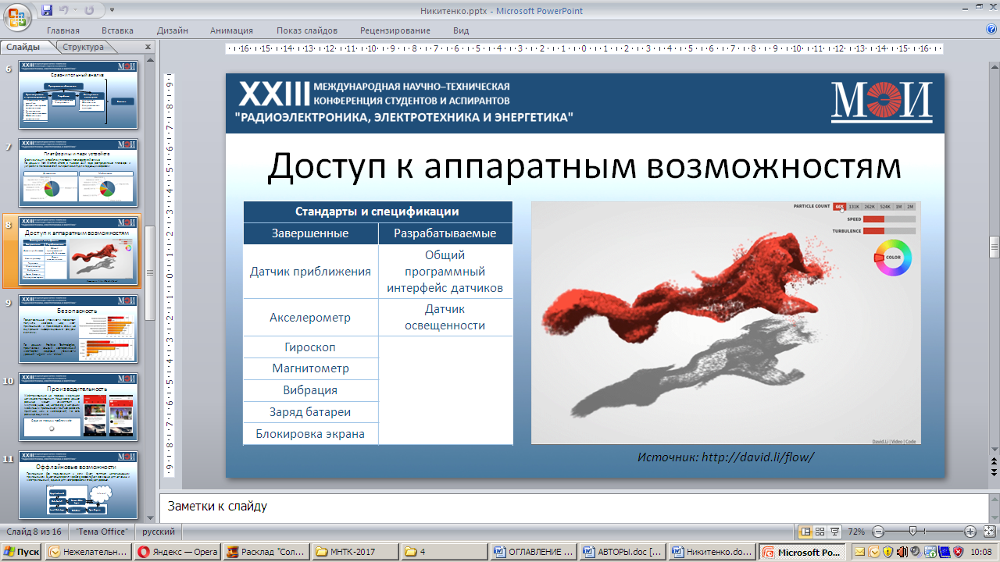 Никитенко.pptx - Microsoft PowerPoint
Главная Вставка Дизайн Анимация Показ слайдов Рецензирование Вид
Слайды Структура
6
Сравнительный анализ
7
Платформы и парк устройств
8
Доступ к аппаратным возможностям
9
Безопасность
10
Производительность
11
Оффлайновые возможности
XXIII МЕЖДУНАРОДНАЯ НАУЧНО–ТЕХНИЧЕСКАЯ
КОНФЕРЕНЦИЯ СТУДЕНТОВ И АСПИРАНТОВ
"РАДИОЭЛЕКТРОНИКА, ЭЛЕКТРОТЕХНИКА И ЭНЕРГЕТИКА"
МЭИ
Доступ к аппаратным возможностям
Стандарты и спецификации
Завершенные Разрабатываемые
Датчик приближения
Общий
программный
интерфейс датчиков
Акселерометр
Датчик
освещенности
Гироскоп
Магнитометр
Вибрация
Заряд батареи
Блокировка экрана
PARTICLE COUNT 66K 131K 262K 524K 1M 2M
SPEED
TURBULENCE
COLOR
David.Li | Video | Code
Источник: http://david.li/flow/
Заметки к слайду
Слайд 8 из 16 "Тема Office" русский 72%
Пуск Нежелательн... Яндекс — Opera Расклад "Сол... МНТК-2017 4 ОГЛАВЛЕНИЕ ... АВТОРЫ.doc [... Никитенко.do... Microsoft Po... 10:08